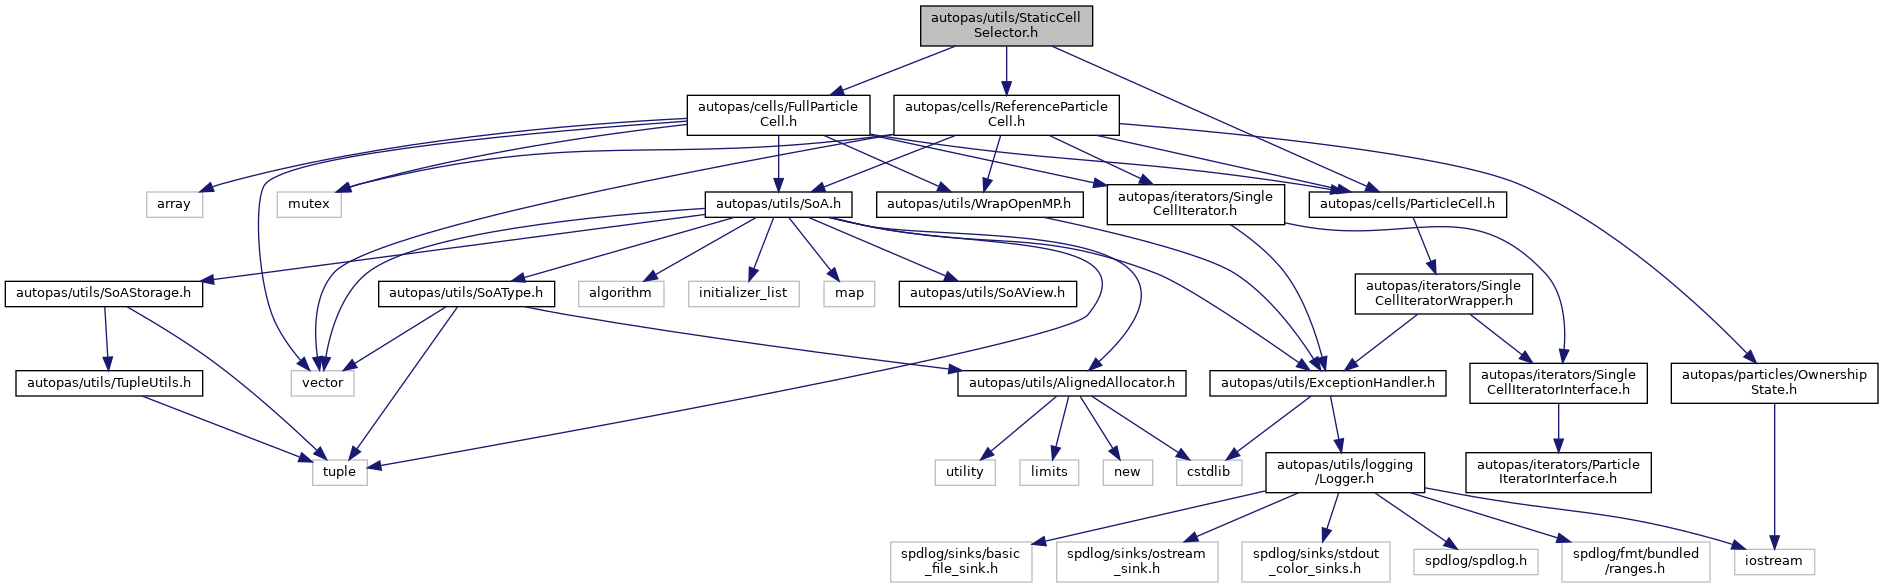 autopas/utils/StaticCell
Selector.h
autopas/cells/FullParticle
Cell.h
autopas/cells/ReferenceParticle
Cell.h
array
mutex
autopas/utils/SoA.h
autopas/utils/WrapOpenMP.h
autopas/iterators/Single
CellIterator.h
autopas/cells/ParticleCell.h
autopas/utils/SoAStorage.h
autopas/utils/SoAType.h
algorithm
initializer_list
map
autopas/utils/SoAView.h
autopas/iterators/Single
CellIteratorWrapper.h
autopas/utils/TupleUtils.h
vector
autopas/utils/AlignedAllocator.h
autopas/utils/ExceptionHandler.h
autopas/iterators/Single
CellIteratorInterface.h
autopas/particles/Ownership
State.h
tuple
utility
limits
new
cstdlib
autopas/utils/logging
/Logger.h
autopas/iterators/Particle
IteratorInterface.h
spdlog/sinks/basic
_file_sink.h
spdlog/sinks/ostream
_sink.h
spdlog/sinks/stdout
_color_sinks.h
spdlog/spdlog.h
spdlog/fmt/bundled
/ranges.h
iostream